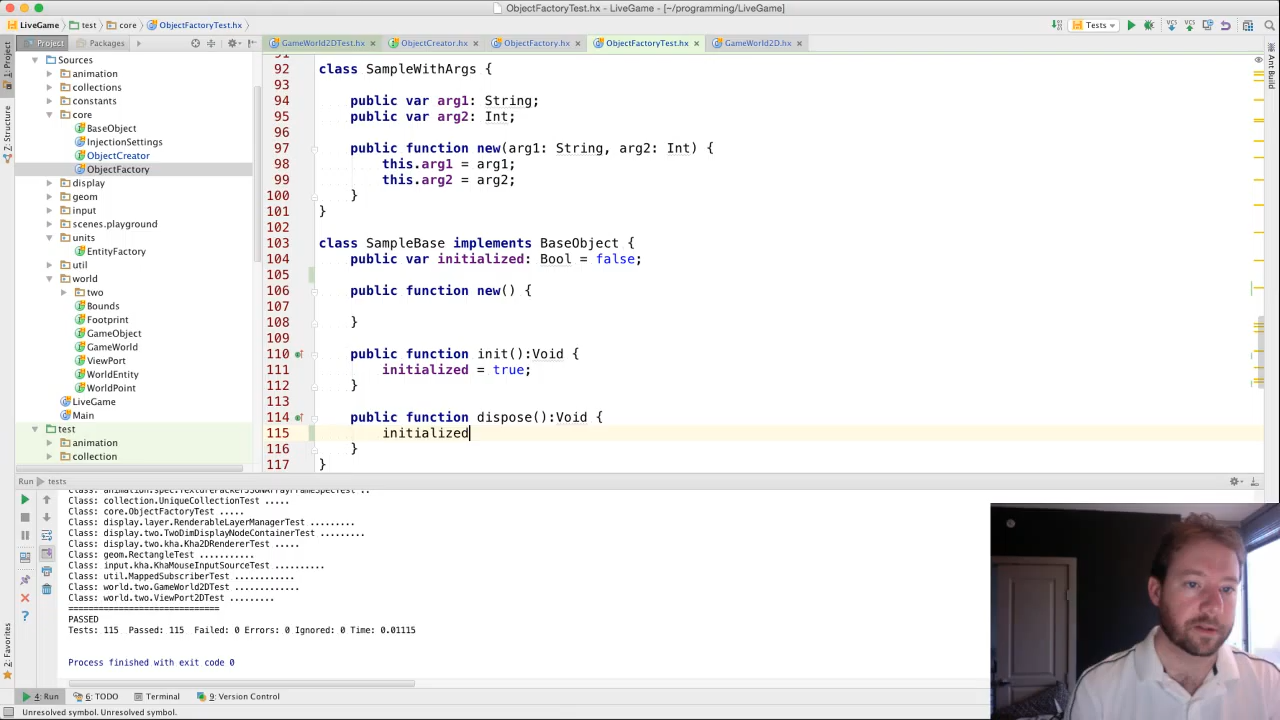 ObjectFactoryTest.hx - LiveGame - [~/programming/LiveGame]
LiveGame test core ObjectFactoryTest.hx Tests
Project Packages GameWorld2DTest.hx ObjectCreator.hx ObjectFactory.hx ObjectFactoryTest.hx GameWorld2D.hx
1: Project
7: Structure
2: Favorites
Ant Build
Sources
animation
collections
constants
core
BaseObject
InjectionSettings
ObjectCreator
ObjectFactory
display
geom
input
scenes.playground
units
EntityFactory
util
world
two
Bounds
Footprint
GameObject
GameWorld
ViewPort
WorldEntity
WorldPoint
LiveGame
Main
test
animation
collection
92 class SampleWithArgs {
93
94 public var arg1: String;
95 public var arg2: Int;
96
97 public function new(arg1: String, arg2: Int) {
98 this.arg1 = arg1;
99 this.arg2 = arg2;
100 }
101 }
102
103 class SampleBase implements BaseObject {
104 public var initialized: Bool = false;
105
106 public function new() {
107
108 }
109
110 public function init():Void {
111 initialized = true;
112 }
113
114 public function dispose():Void {
115 initialized
116 }
117 }
Run tests
Class: animation.spec.TexturePackerJSONArrayFrameSpecTest ..
Class: collection.UniqueCollectionTest .....
Class: core.ObjectFactoryTest .....
Class: display.layer.RenderableLayerManagerTest .........
Class: display.two.TwoDimDisplayNodeContainerTest .........
Class: display.two.kha.Kha2DRendererTest .....
Class: geom.RectangleTest ...........
Class: input.kha.KhaMouseInputSourceTest ..........
Class: util.MappedSubscriberTest ............
Class: world.two.GameWorld2DTest .............
Class: world.two.ViewPort2DTest .........
==============================
PASSED
Tests: 115 Passed: 115 Failed: 0 Errors: 0 Ignored: 0 Time: 0.01115
Process finished with exit code 0
4: Run 6: TODO Terminal 9: Version Control
Unresolved symbol. Unresolved symbol.